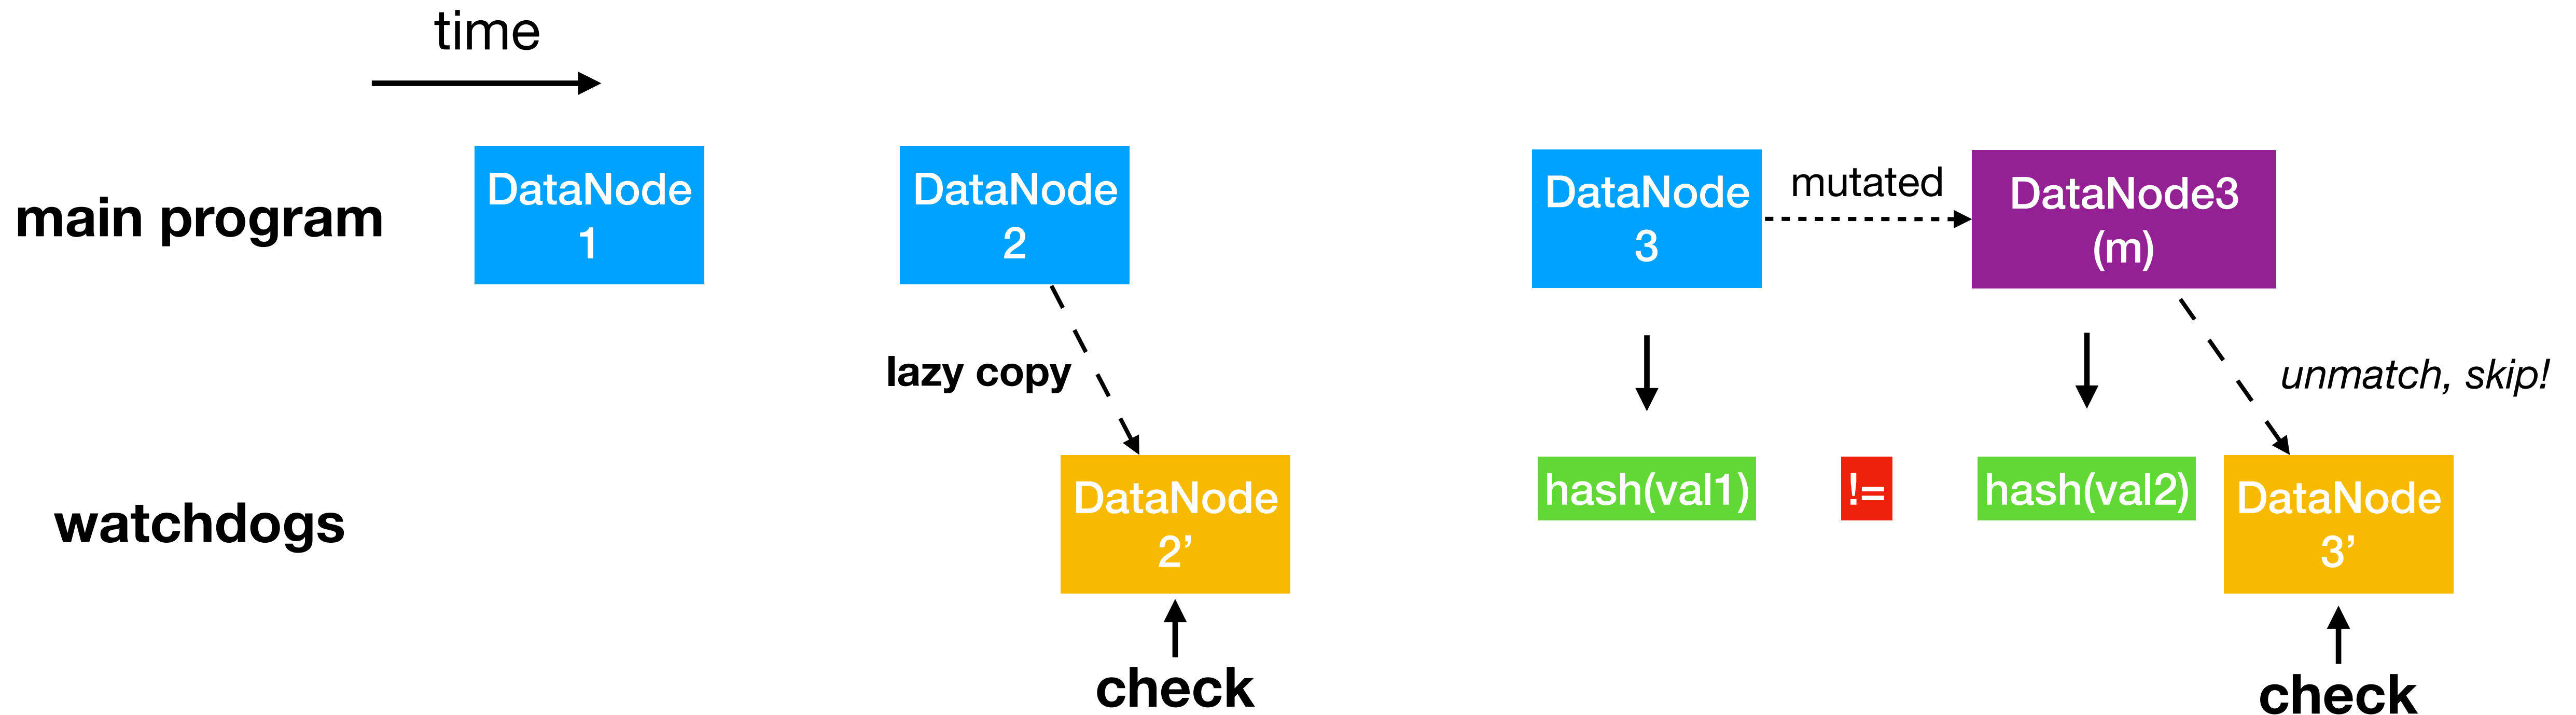 time
main program
DataNode
1
DataNode
2
DataNode
3
mutated
DataNode3
(m)
lazy copy
unmatch, skip!
watchdogs
DataNode
2’
hash(val1)
!=
hash(val2)
DataNode
3’
check
check